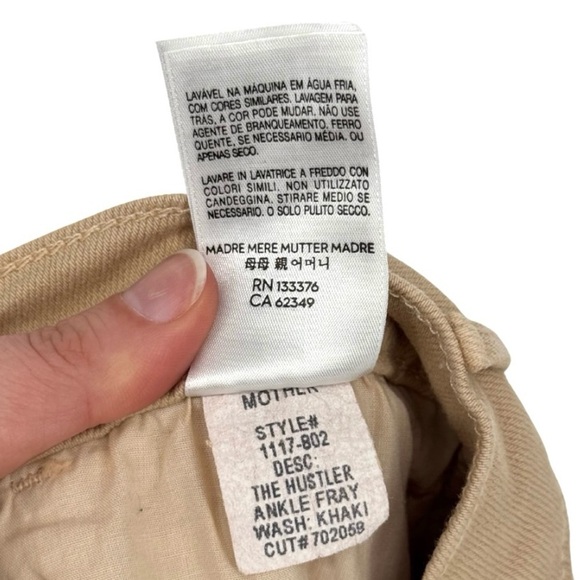 LAVÁVEL NA MÁQUINA EM ÁGUA FRIA,
COM CORES SIMILARES. LAVAGEM PARA
TRÁS, A COR PODE MUDAR. NÃO USE
AGENTE DE BRANQUEAMENTO. FERRO
QUENTE, SE NECESSARIO MÉDIA. OU
APENAS SECO.
LAVARE IN LAVATRICE A FREDDO CON
COLORI SIMILI, NON UTILIZZATO
CANDEGGINA, STIRARE MEDIO SE
NECESSARIO. O SOLO PULITO SECCO.
MADRE MERE MUTTER MADRE
母母 親 어머니
RN 133376
CA 62349
MOTHER
STYLE#
1117-802
DESC:
THE HUSTLER
ANKLE FRAY
WASH: KHAKI
CUT#702059